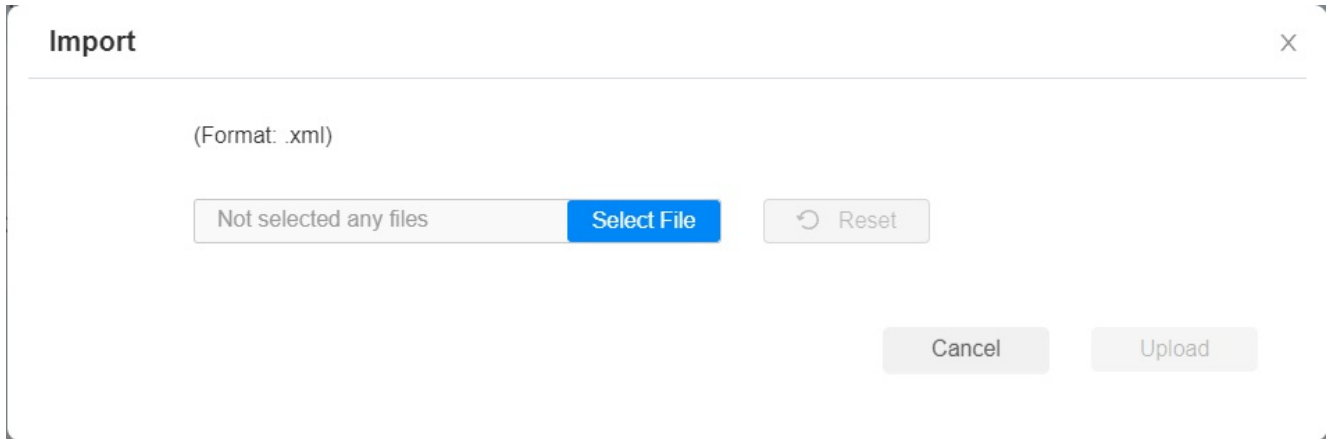 Import
(Format: .xml)
Not selected any files Select File Reset
Cancel Upload